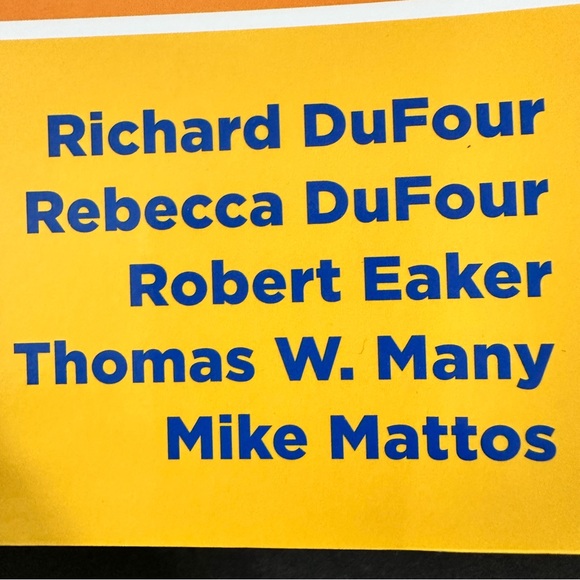 Richard DuFour
Rebecca DuFour
Robert Eaker
Thomas W. Many
Mike Mattos